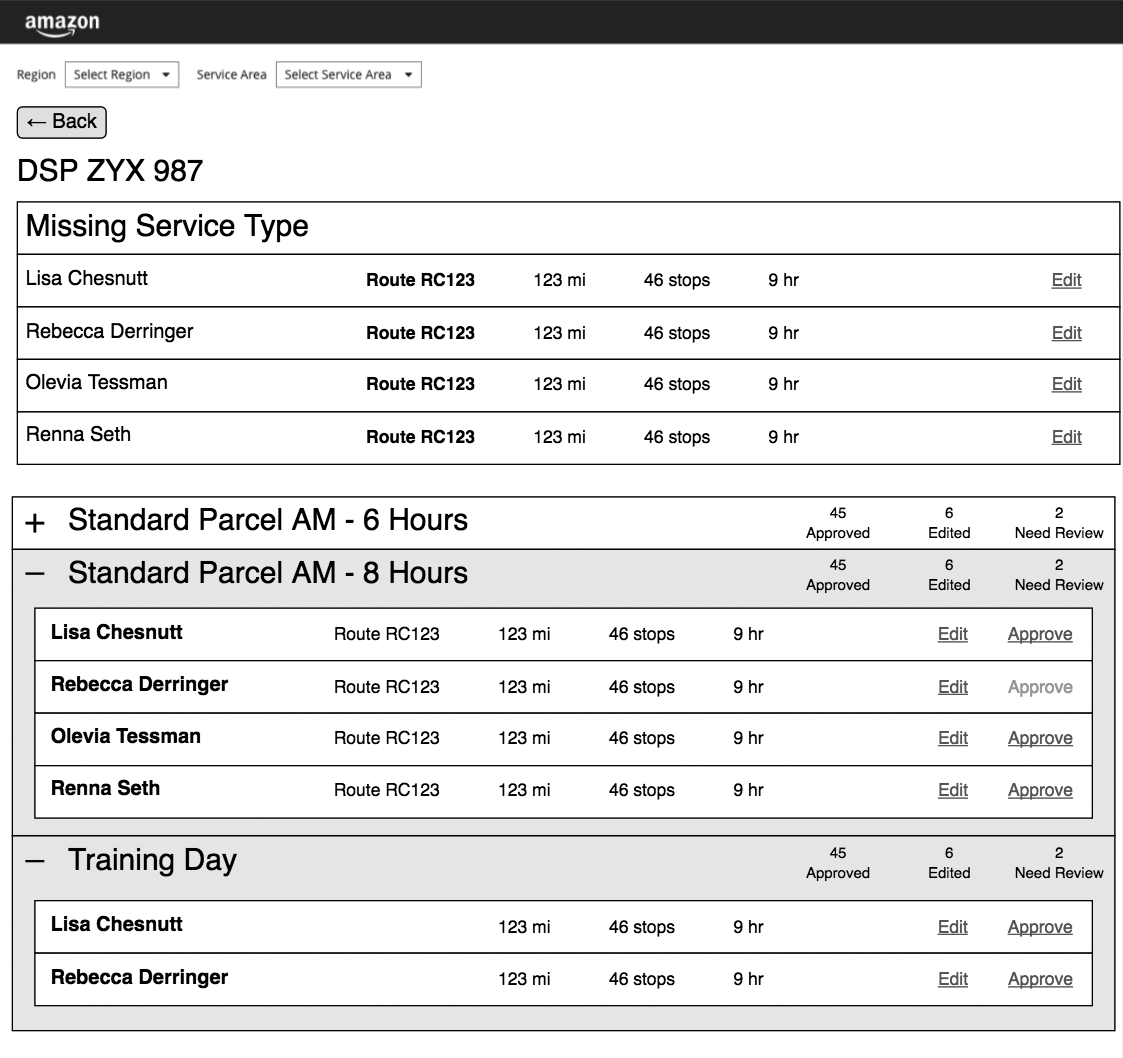 amazon
Region Select Region Service Area Select Service Area
← Back
DSP ZYX 987
Missing Service Type
Lisa Chesnutt Route RC123 123 mi 46 stops 9 hr Edit
Rebecca Derringer Route RC123 123 mi 46 stops 9 hr Edit
Olevia Tessman Route RC123 123 mi 46 stops 9 hr Edit
Renna Seth Route RC123 123 mi 46 stops 9 hr Edit
+ Standard Parcel AM - 6 Hours 45 Approved 6 Edited 2 Need Review
– Standard Parcel AM - 8 Hours 45 Approved 6 Edited 2 Need Review
Lisa Chesnutt Route RC123 123 mi 46 stops 9 hr Edit Approve
Rebecca Derringer Route RC123 123 mi 46 stops 9 hr Edit Approve
Olevia Tessman Route RC123 123 mi 46 stops 9 hr Edit Approve
Renna Seth Route RC123 123 mi 46 stops 9 hr Edit Approve
– Training Day 45 Approved 6 Edited 2 Need Review
Lisa Chesnutt 123 mi 46 stops 9 hr Edit Approve
Rebecca Derringer 123 mi 46 stops 9 hr Edit Approve